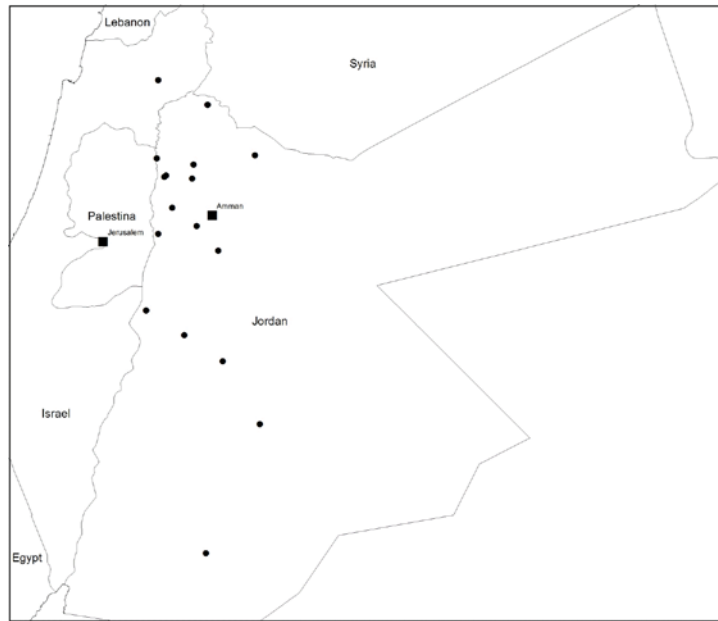 Lebanon
Syria
Amman
Palestina
Jerusalem
Jordan
Israel
Egypt